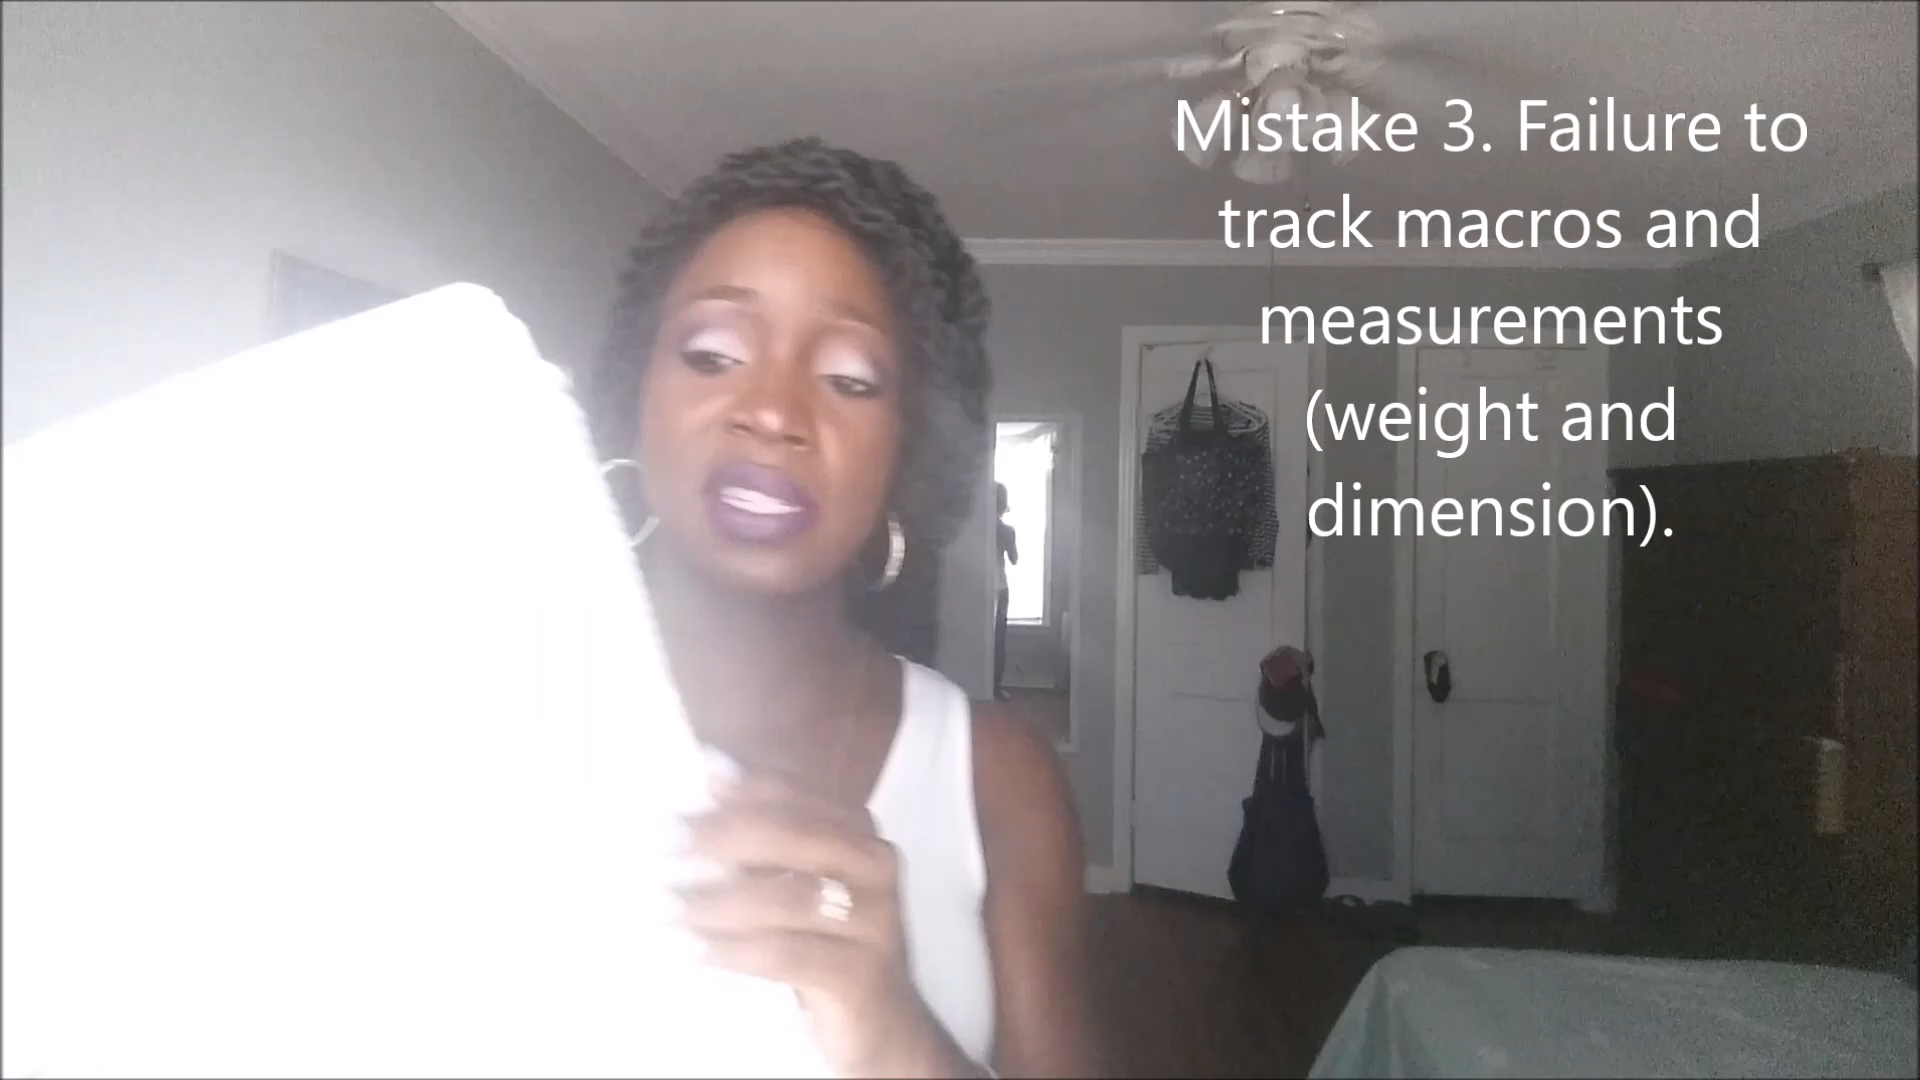 Mistake 3. Failure to
track macros and
measurements
(weight and
dimension).